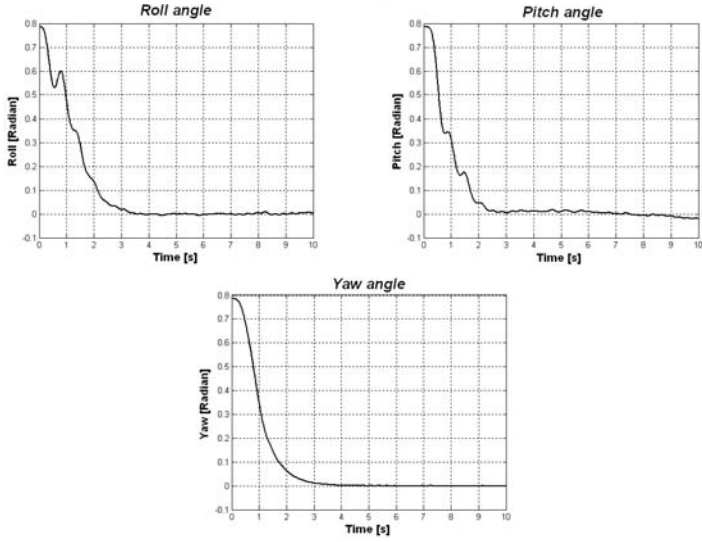 Roll angle
0.8
0.7
0.6
0.5
0.4
0.3
0.2
0.1
0
-0.1
Roll [Radian]
0 1 2 3 4 5 6 7 8 9 10
Time [s]
Pitch angle
0.8
0.7
0.6
0.5
0.4
0.3
0.2
0.1
0
-0.1
Pitch [Radian]
0 1 2 3 4 5 6 7 8 9 10
Time [s]
Yaw angle
0.8
0.7
0.6
0.5
0.4
0.3
0.2
0.1
0
-0.1
Yaw [Radian]
0 1 2 3 4 5 6 7 8 9 10
Time [s]